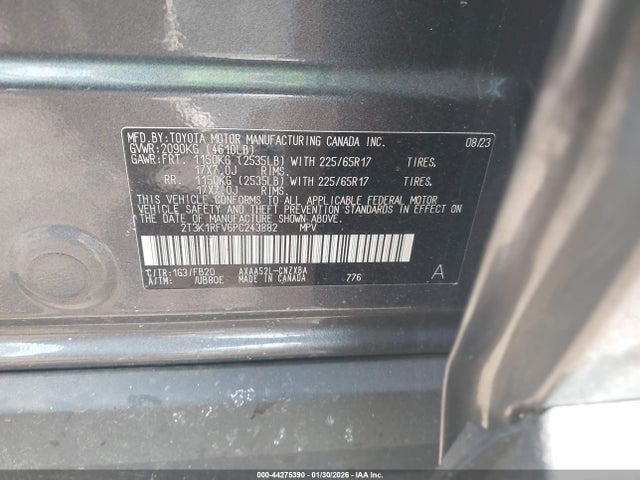 MFD.BY:TOYOTA MOTOR MANUFACTURING CANADA INC. 08/23
GVWR:2090KG (4610LB)
GAWR:FRT. 1150KG (2535LB) WITH 225/65R17 TIRES.
17X7.0J RIMS.
RR. 1150KG (2535LB) WITH 225/65R17 TIRES.
17X7.0J RIMS.
THIS VEHICLE CONFORMS TO ALL APPLICABLE FEDERAL MOTOR
VEHICLE SAFETY AND THEFT PREVENTION STANDARDS IN EFFECT ON
THE DATE OF MANUFACTURE SHOWN ABOVE.
2T3K1RFV6PC243882 MPV
C/TR:1G3/FB20 AXAA52L-CNZXBA A
A/TM: /UB80E MADE IN CANADA 776
000-44275390 - 01/30/2026 - IAA Inc.